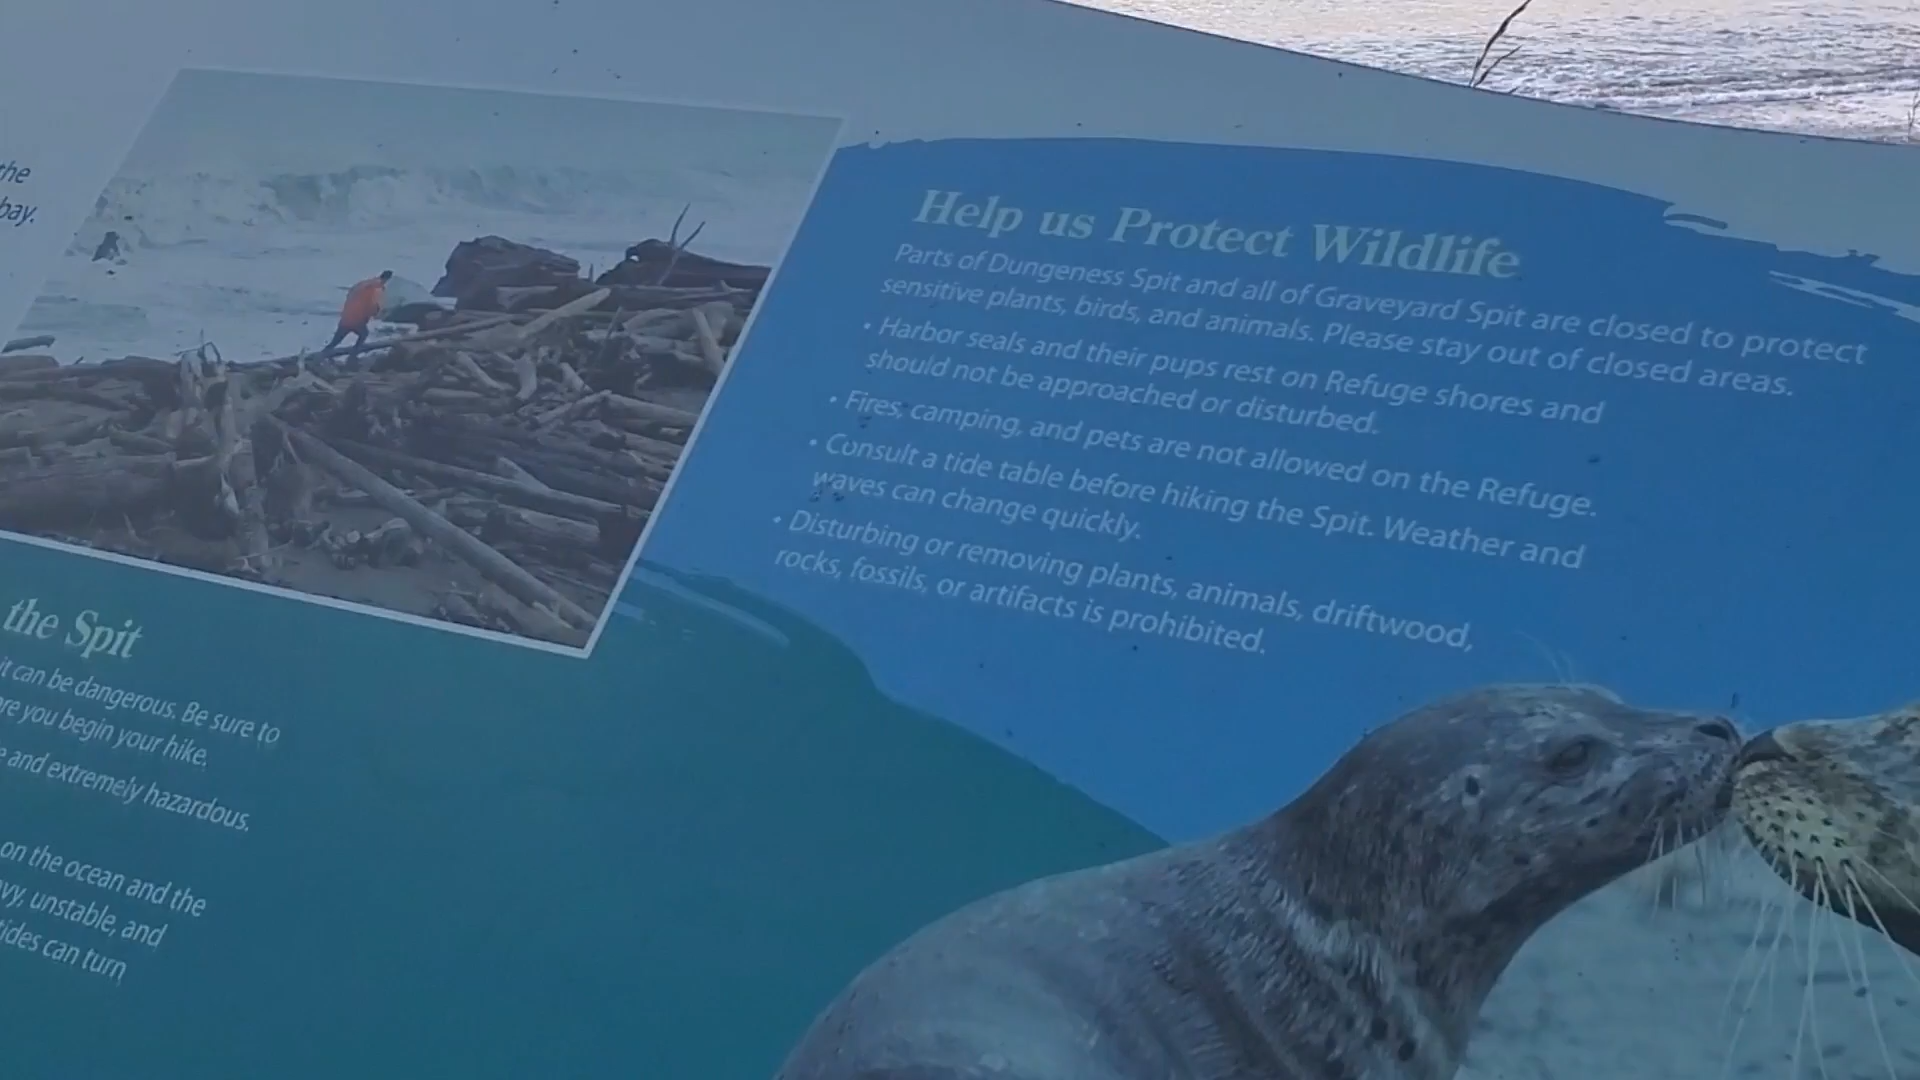 the
bay.
Help us Protect Wildlife
Parts of Dungeness Spit and all of Graveyard Spit are closed to protect
sensitive plants, birds, and animals. Please stay out of closed areas.
• Harbor seals and their pups rest on Refuge shores and
should not be approached or disturbed.
• Fires, camping, and pets are not allowed on the Refuge.
• Consult a tide table before hiking the Spit. Weather and
waves can change quickly.
• Disturbing or removing plants, animals, driftwood,
rocks, fossils, or artifacts is prohibited.
the Spit
it can be dangerous. Be sure to
you begin your hike.
and extremely hazardous.
on the ocean and the
unstable, and
tides can turn